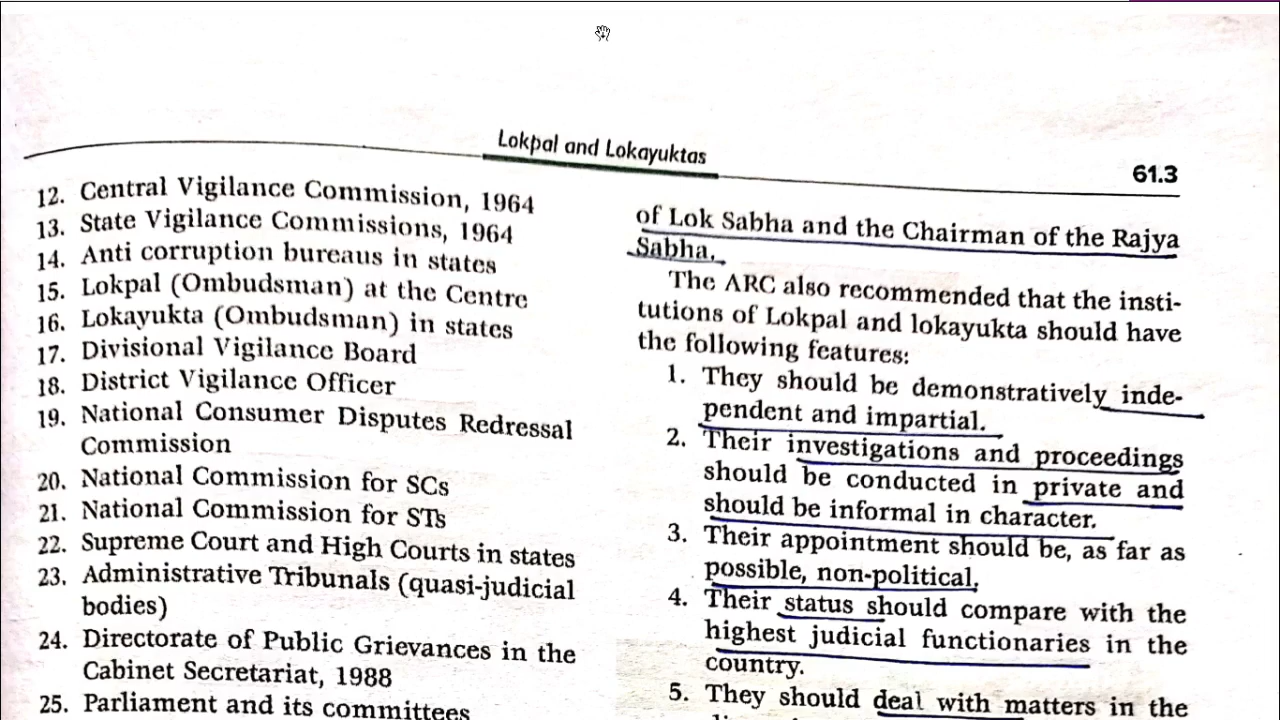 Lokpal and Lokayuktas
61.3
12. Central Vigilance Commission, 1964
13. State Vigilance Commissions, 1964
14. Anti corruption bureaus in states
15. Lokpal (Ombudsman) at the Centre
16. Lokayukta (Ombudsman) in states
17. Divisional Vigilance Board
18. District Vigilance Officer
19. National Consumer Disputes Redressal
Commission
20. National Commission for SCs
21. National Commission for STs
22. Supreme Court and High Courts in states
23. Administrative Tribunals (quasi-judicial
bodies)
24. Directorate of Public Grievances in the
Cabinet Secretariat, 1988
25. Parliament and its committees
of Lok Sabha and the Chairman of the Rajya
Sabha.
The ARC also recommended that the insti-
tutions of Lokpal and lokayukta should have
the following features:
1. They should be demonstratively inde-
pendent and impartial.
2. Their investigations and proceedings
should be conducted in private and
should be informal in character.
3. Their appointment should be, as far as
possible, non-political.
4. Their status should compare with the
highest judicial functionaries in the
country.
5. They should deal with matters in the